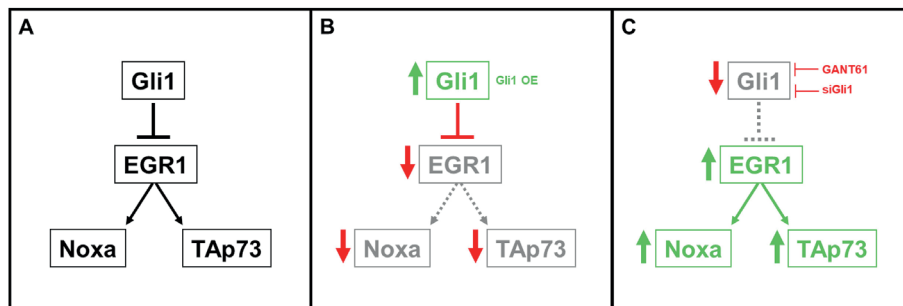 A
Gli1
EGR1
Noxa
TAp73
B
Gli1
Gli1 OE
EGR1
Noxa
TAp73
C
Gli1
GANT61
siGli1
EGR1
Noxa
TAp73